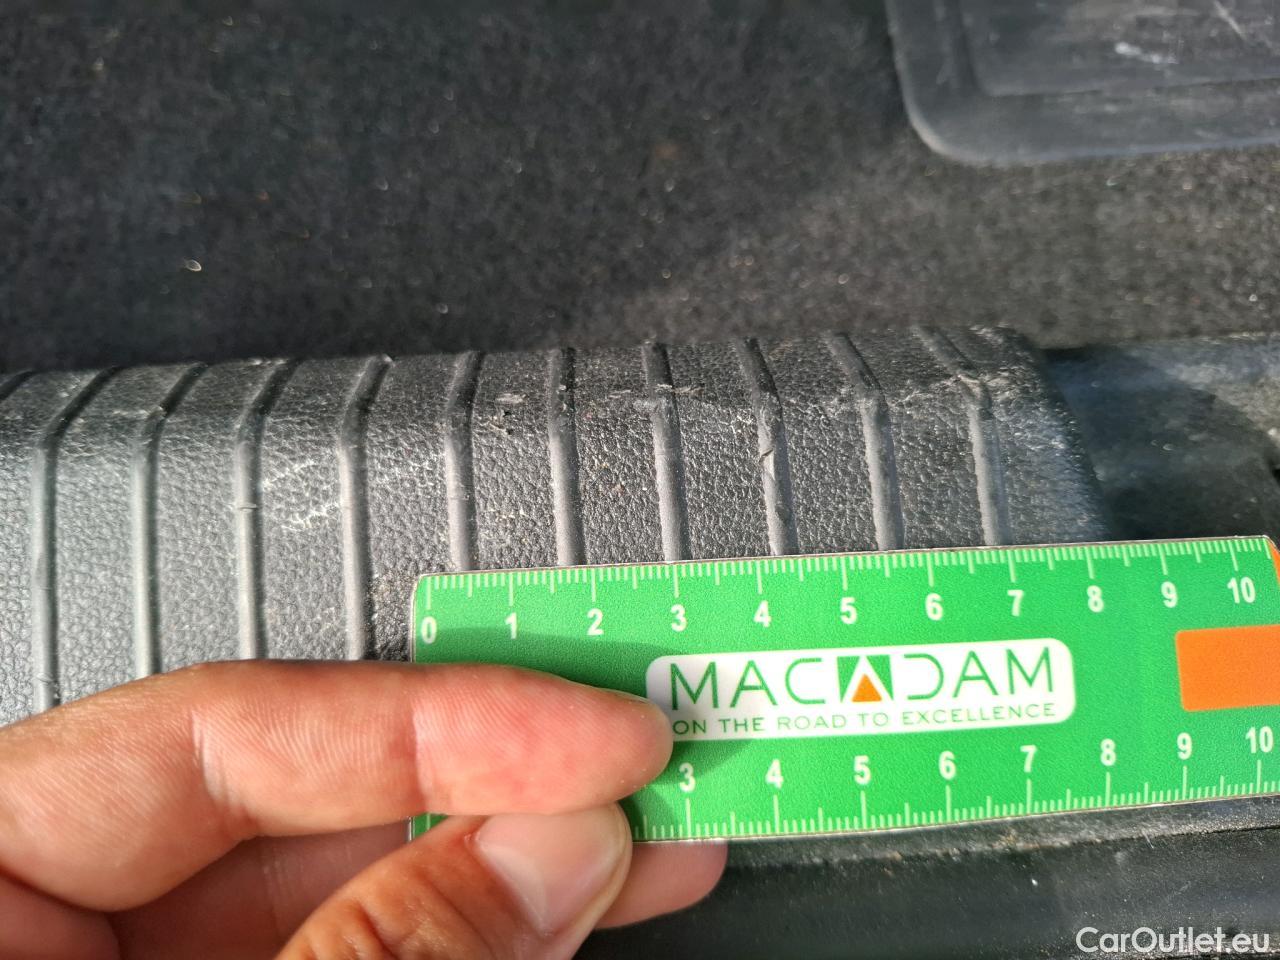 0 1 2 3 4 5 6 7 8 9 10
MACADAM
ON THE ROAD TO EXCELLENCE
3 4 5 6 7 8 9 10
CarOutlet.eu